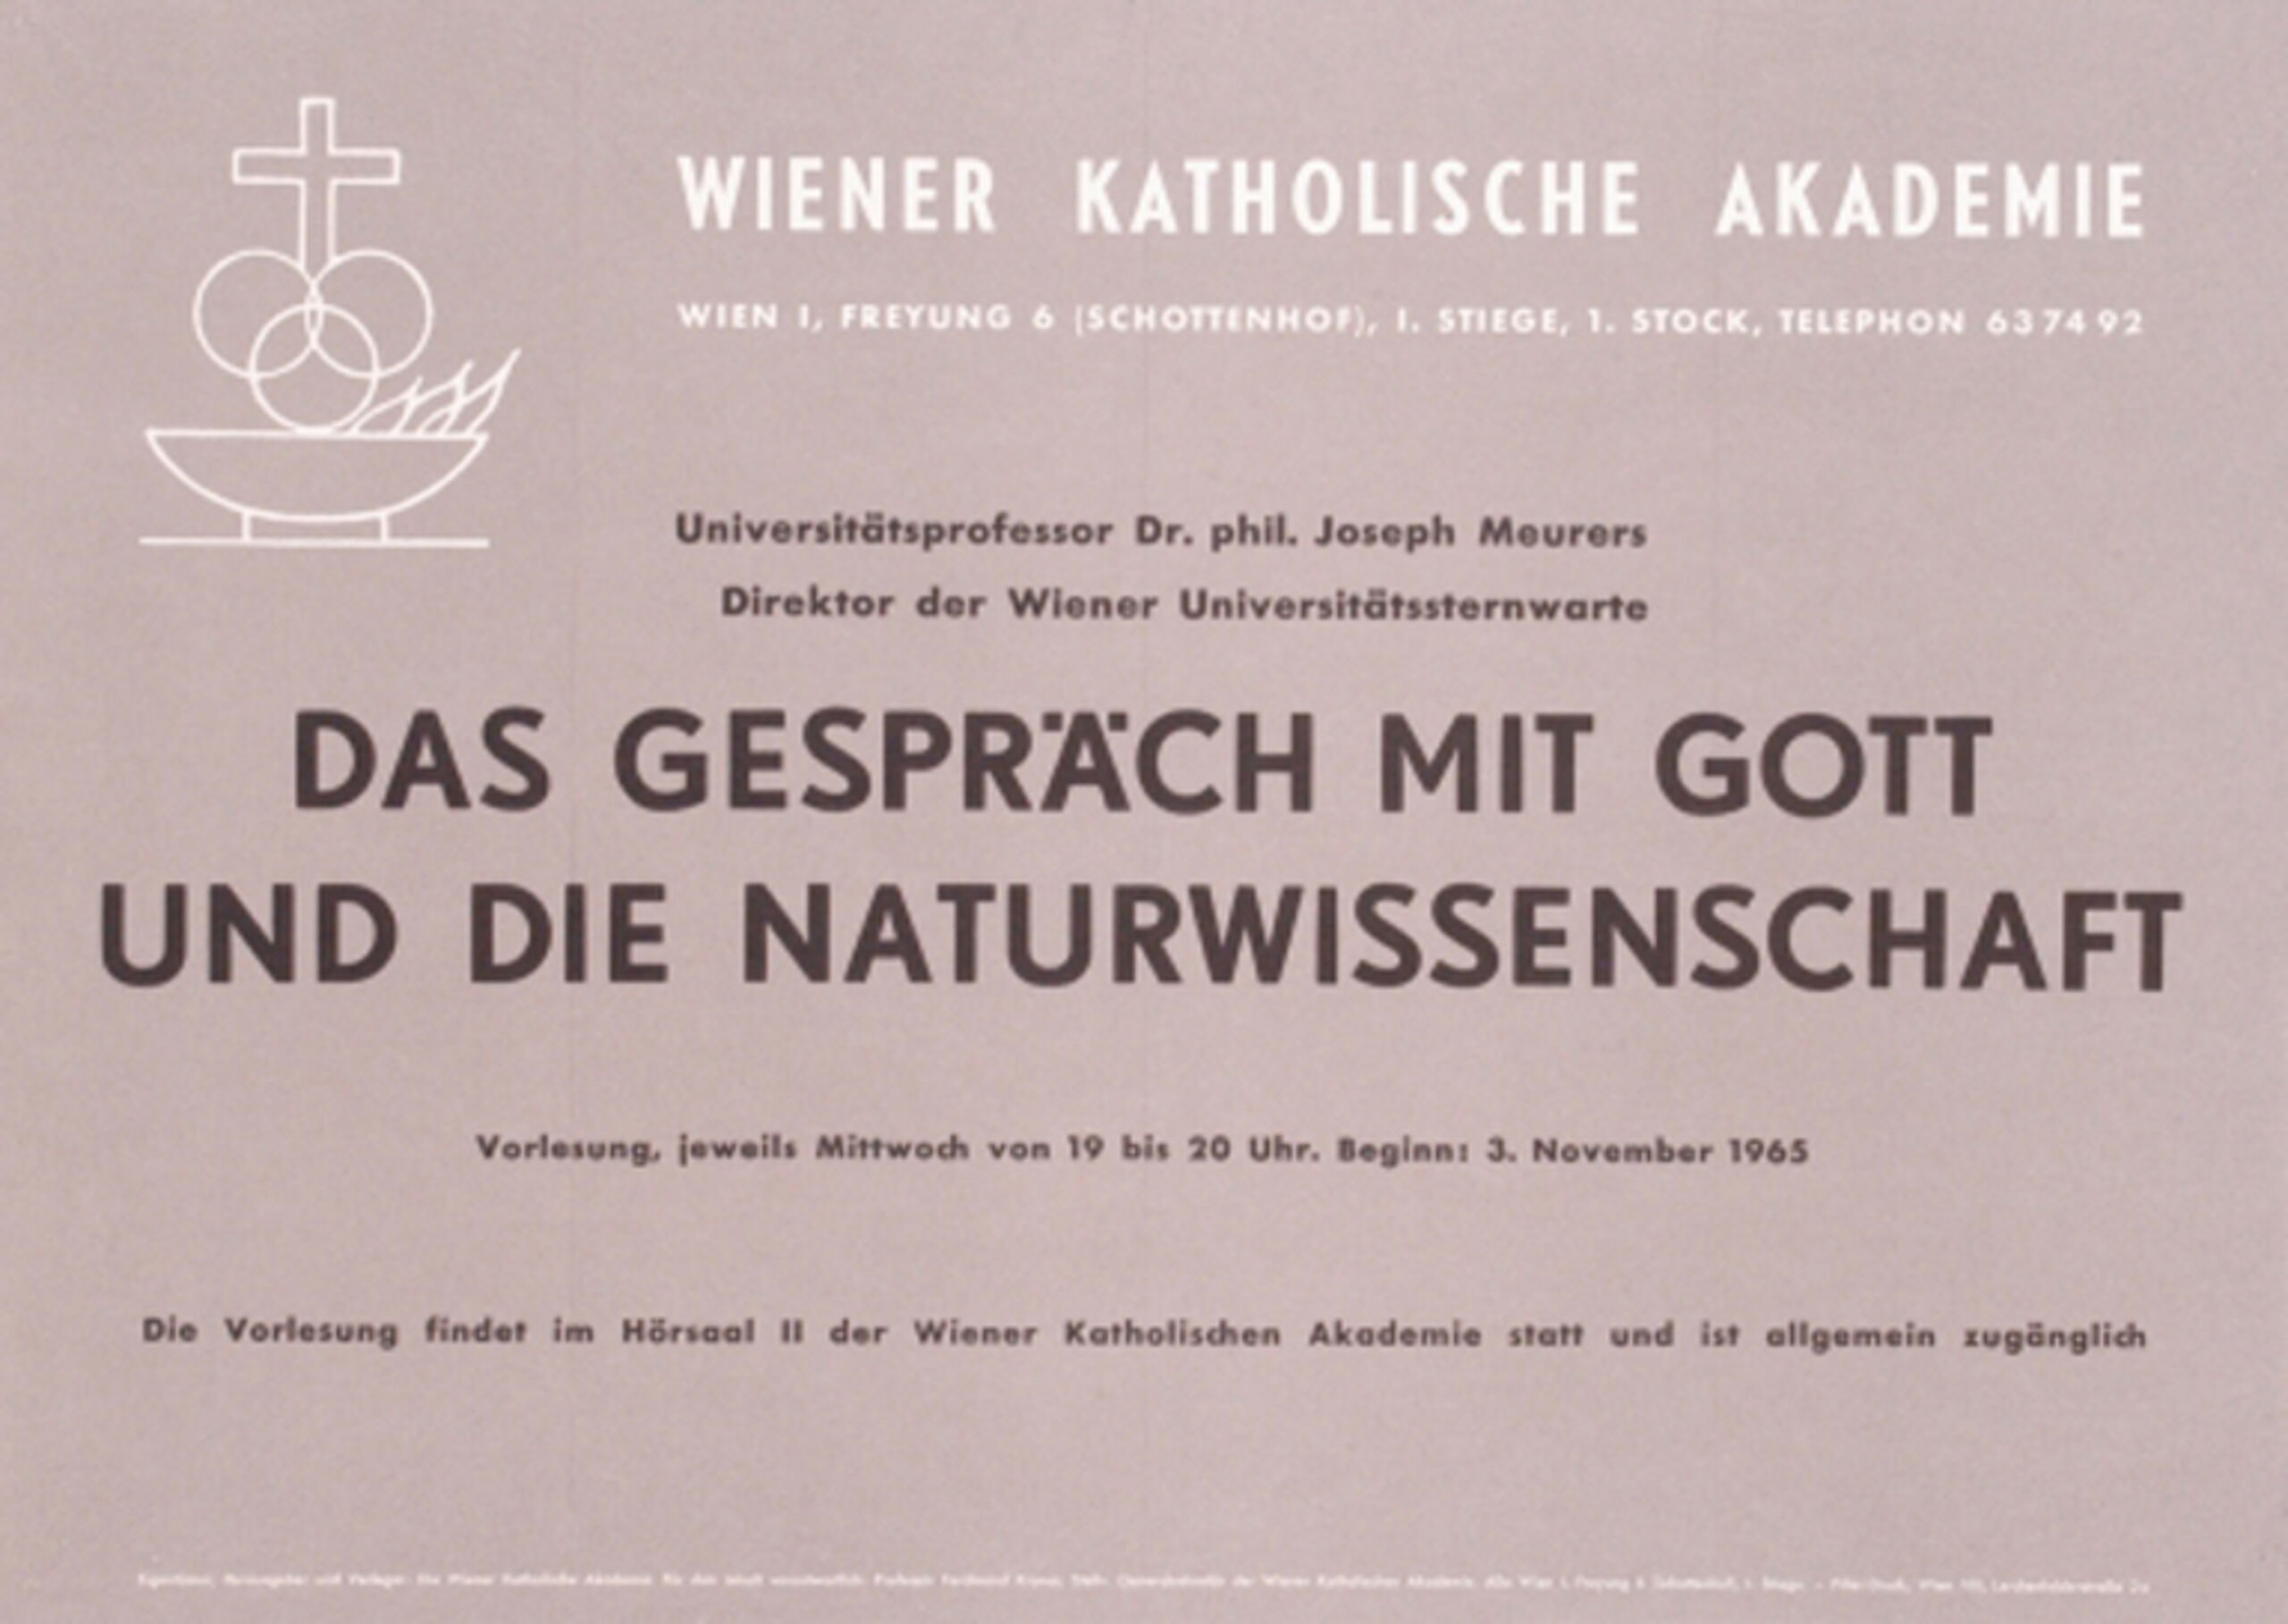 WIENER KATHOLISCHE AKADEMIE
WIEN I, FREYUNG 6 (SCHOTTENHOF), I. STIEGE, 1. STOCK, TELEPHON 63 74 92
Universitätsprofessor Dr. phil. Joseph Meurers
Direktor der Wiener Universitätssternwarte
DAS GESPRÄCH MIT GOTT
UND DIE NATURWISSENSCHAFT
Vorlesung, jeweils Mittwoch von 19 bis 20 Uhr. Beginn: 3. November 1965
Die Vorlesung findet im Hörsaal II der Wiener Katholischen Akademie statt und ist allgemein zugänglich